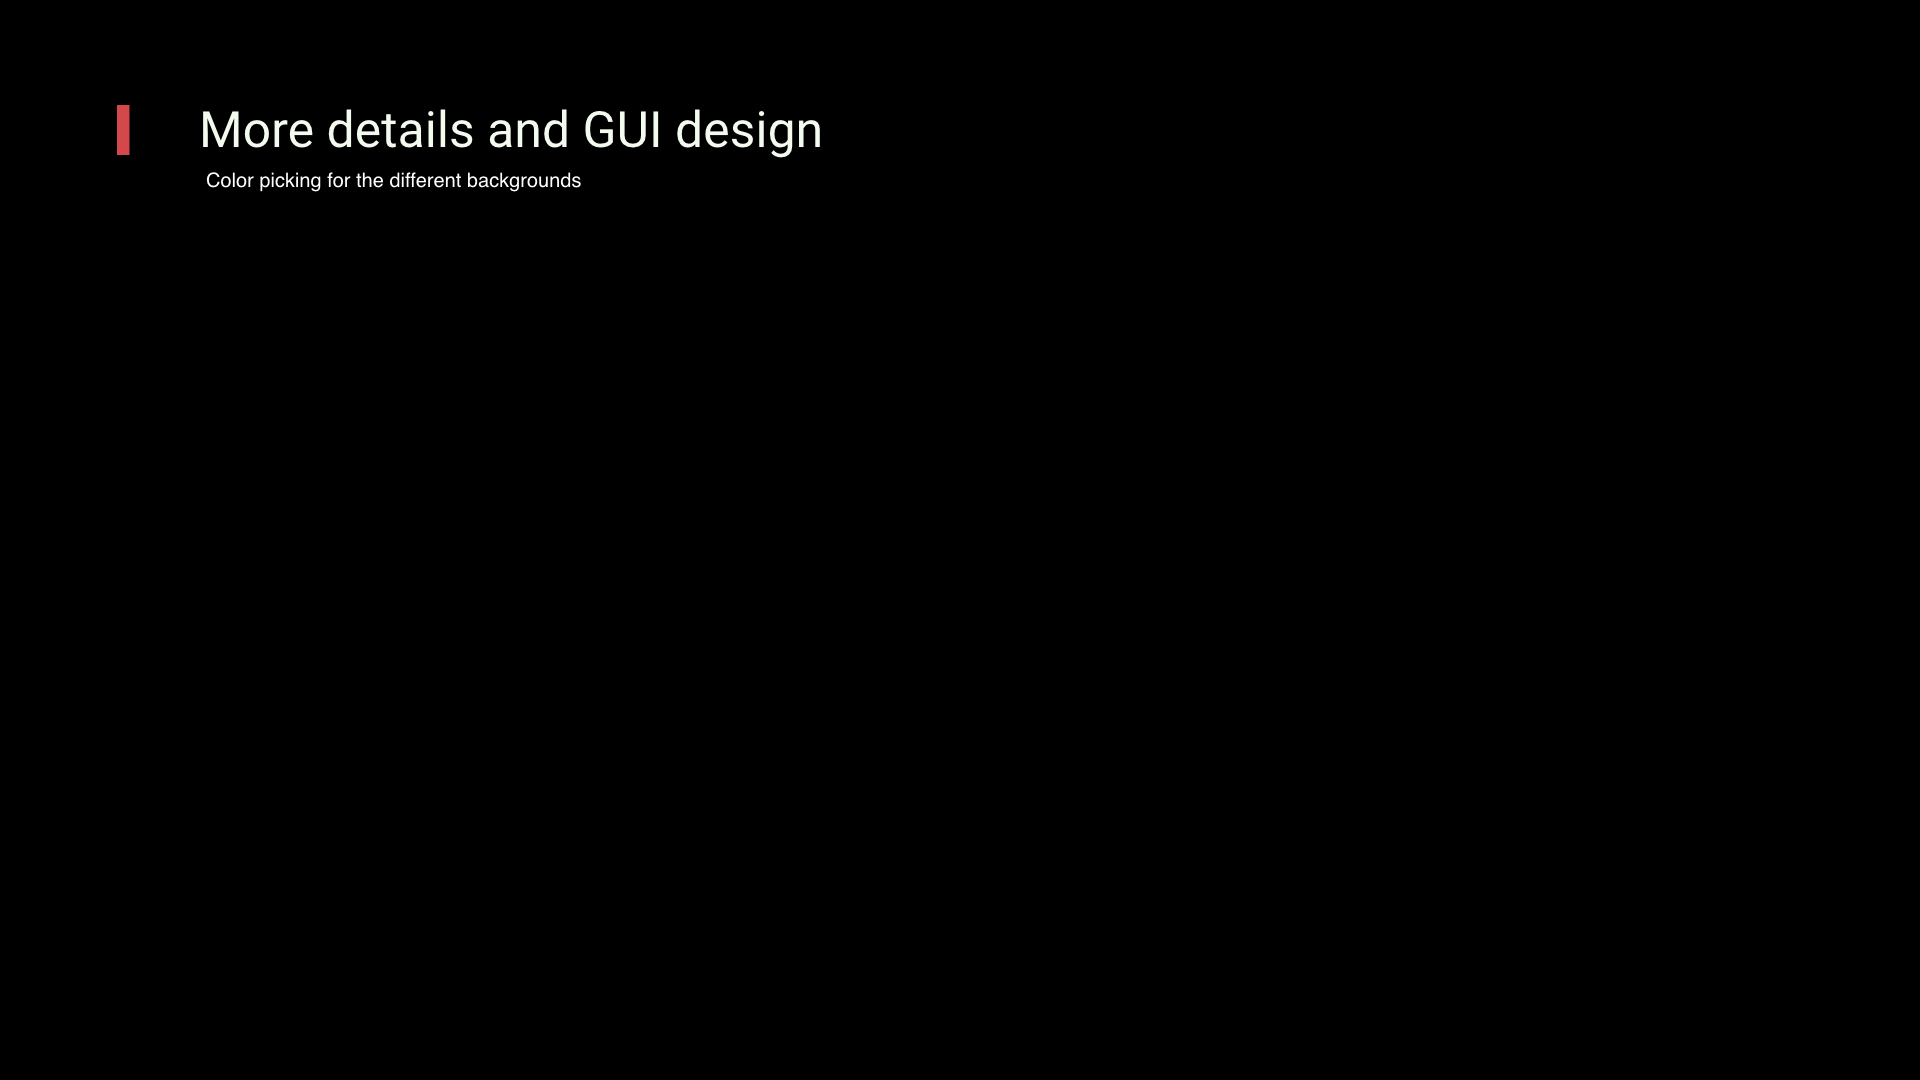 More details and GUI design
Color picking for the different backgrounds